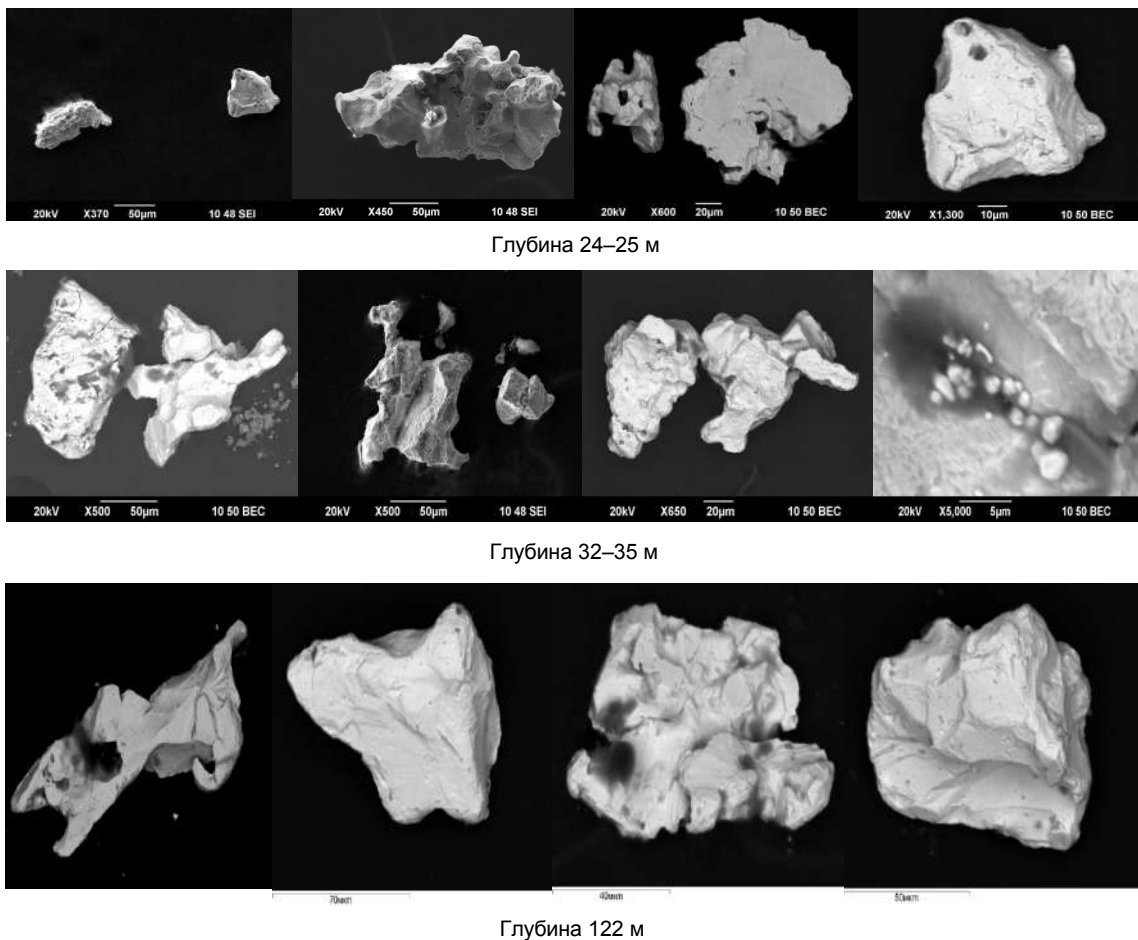 20kV X370 50µm 10 48 SEI
20kV X450 50µm 10 48 SEI
20kV X600 20µm 10 50 BEC
20kV X1,300 10µm 10 50 BEC
Глубина 24–25 м
20kV X500 50µm 10 50 BEC
20kV X500 50µm 10 48 SEI
20kV X650 20µm 10 50 BEC
20kV X5,000 5µm 10 50 BEC
Глубина 32–35 м
70мкm
40мкm
50мкm
Глубина 122 м